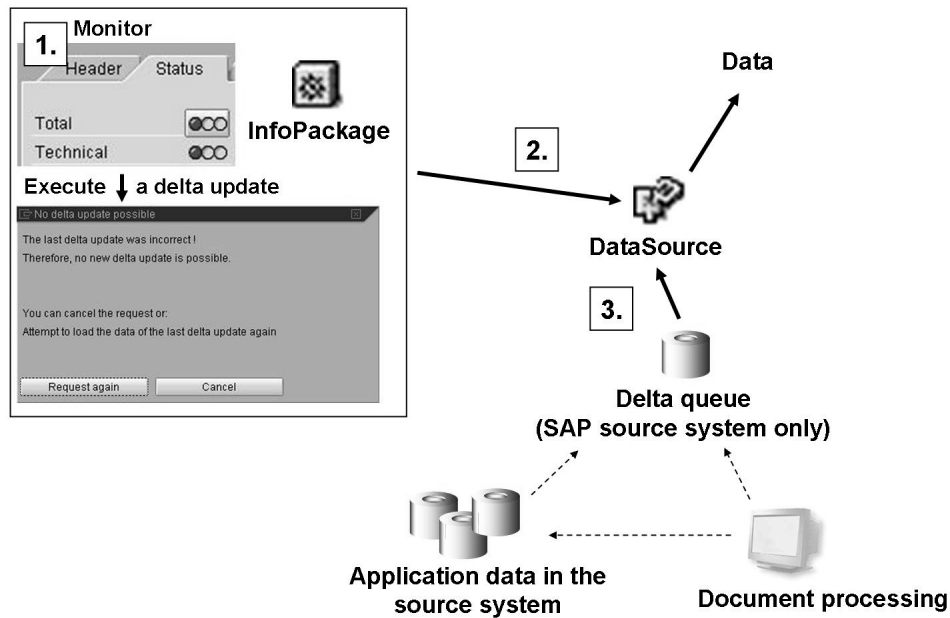 1.
Monitor
Header Status
Total
Technical
InfoPackage
Execute a delta update
No delta update possible
The last delta update was incorrect !
Therefore, no new delta update is possible.
You can cancel the request or:
Attempt to load the data of the last delta update again
Request again Cancel
2.
Data
DataSource
3.
Delta queue
(SAP source system only)
Application data in the
source system
Document processing